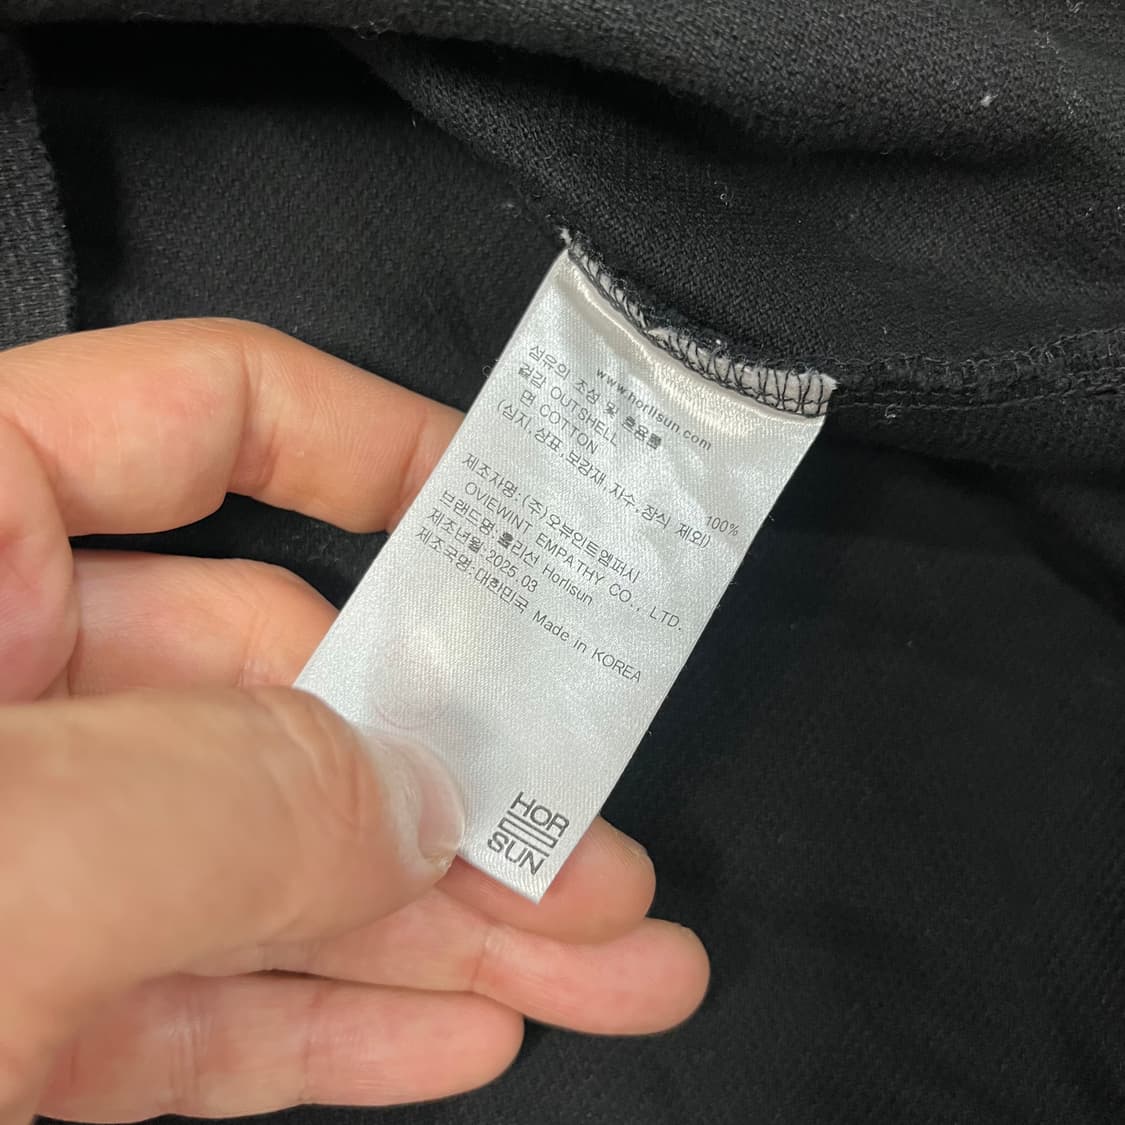 www.horlisun.com
섬유의 조성 및 혼용률
겉감 OUTSHELL
면 COTTON 100%
(심지,상표,보강재,자수,장식 제외)
제조자명:(주)오뷰인트엠퍼시
OVIEWINT EMPATHY CO., LTD.
브랜드명:홀리선 Horlisun
제조년월:2025.03
제조국명:대한민국 Made in KOREA
HOR
SUN